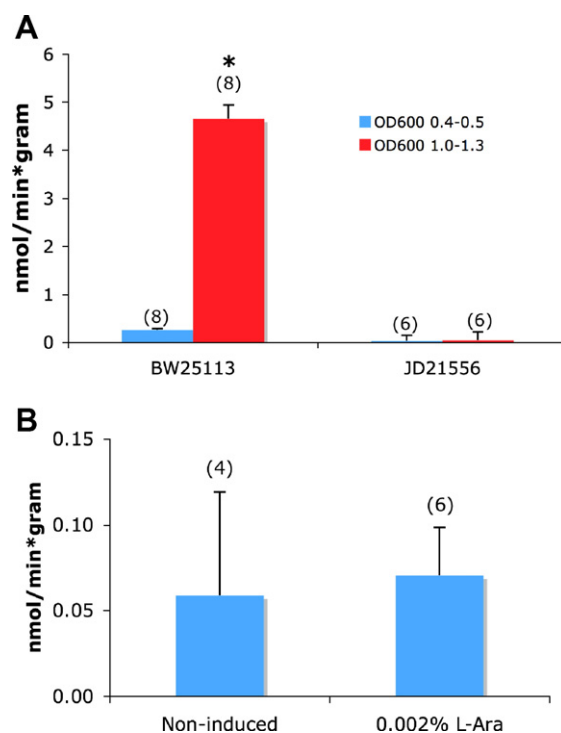 A
nmol/min*gram
6
5
4
3
2
1
0
*
(8)
(8)
(6)
(6)
OD600 0.4-0.5
OD600 1.0-1.3
BW25113
JD21556
B
nmol/min*gram
0.15
0.10
0.05
0.00
(4)
(6)
Non-induced
0.002% L-Ara